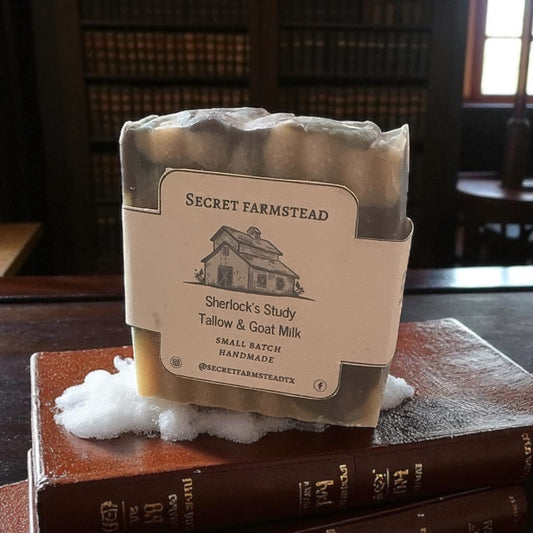 SECRET FARMSTEAD
Sherlock's Study
Tallow & Goat Milk
SMALL BATCH
HANDMADE
@SECRETFARMSTEADTX